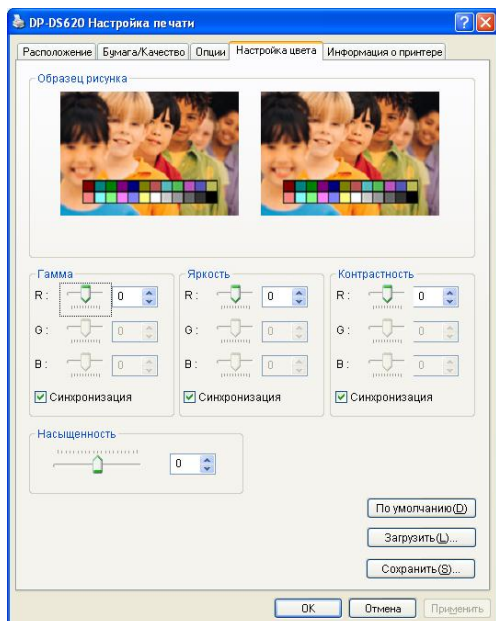 DP-DS620 Настройка печати
Расположение Бумага/Качество Опции Настройка цвета Информация о принтере
Образец рисунка
Гамма Яркость Контрастность
R: 0 R: 0 R: 0
G: 0 G: 0 G: 0
B: 0 B: 0 B: 0
Синхронизация Синхронизация Синхронизация
Насыщенность
0
По умолчанию(D)
Загрузить(L)...
Сохранить(S)...
OK Отмена Применить